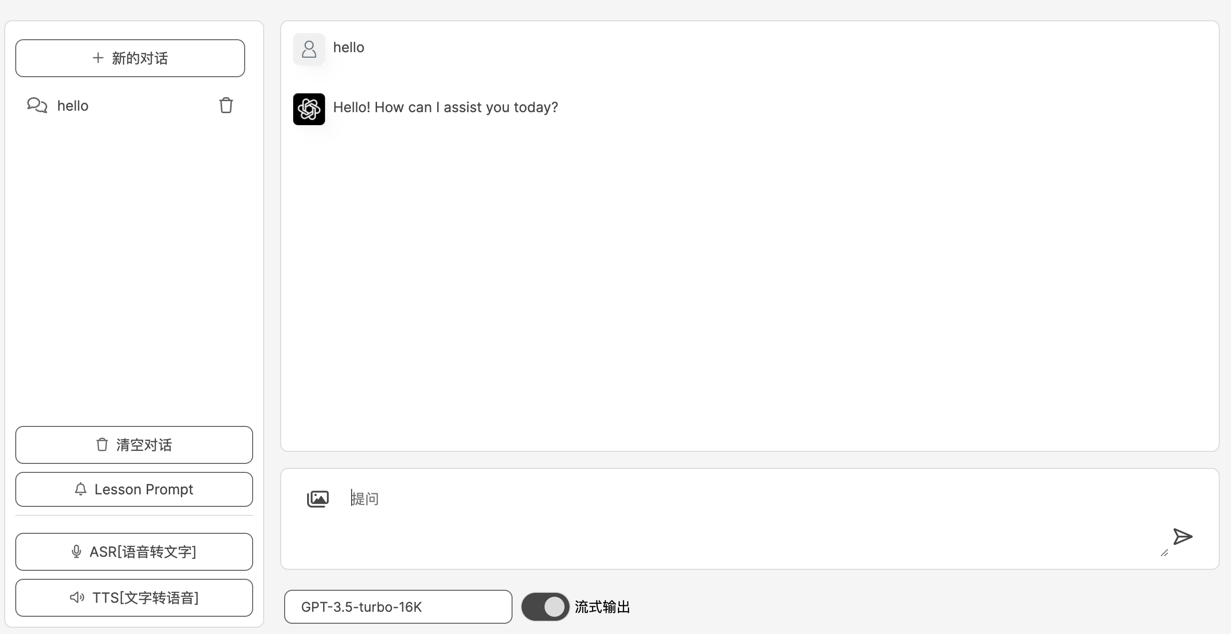 新的对话
hello
清空对话
Lesson Prompt
ASR[语音转文字]
TTS[文字转语音]
hello
Hello! How can I assist you today?
提问
GPT-3.5-turbo-16K
流式输出